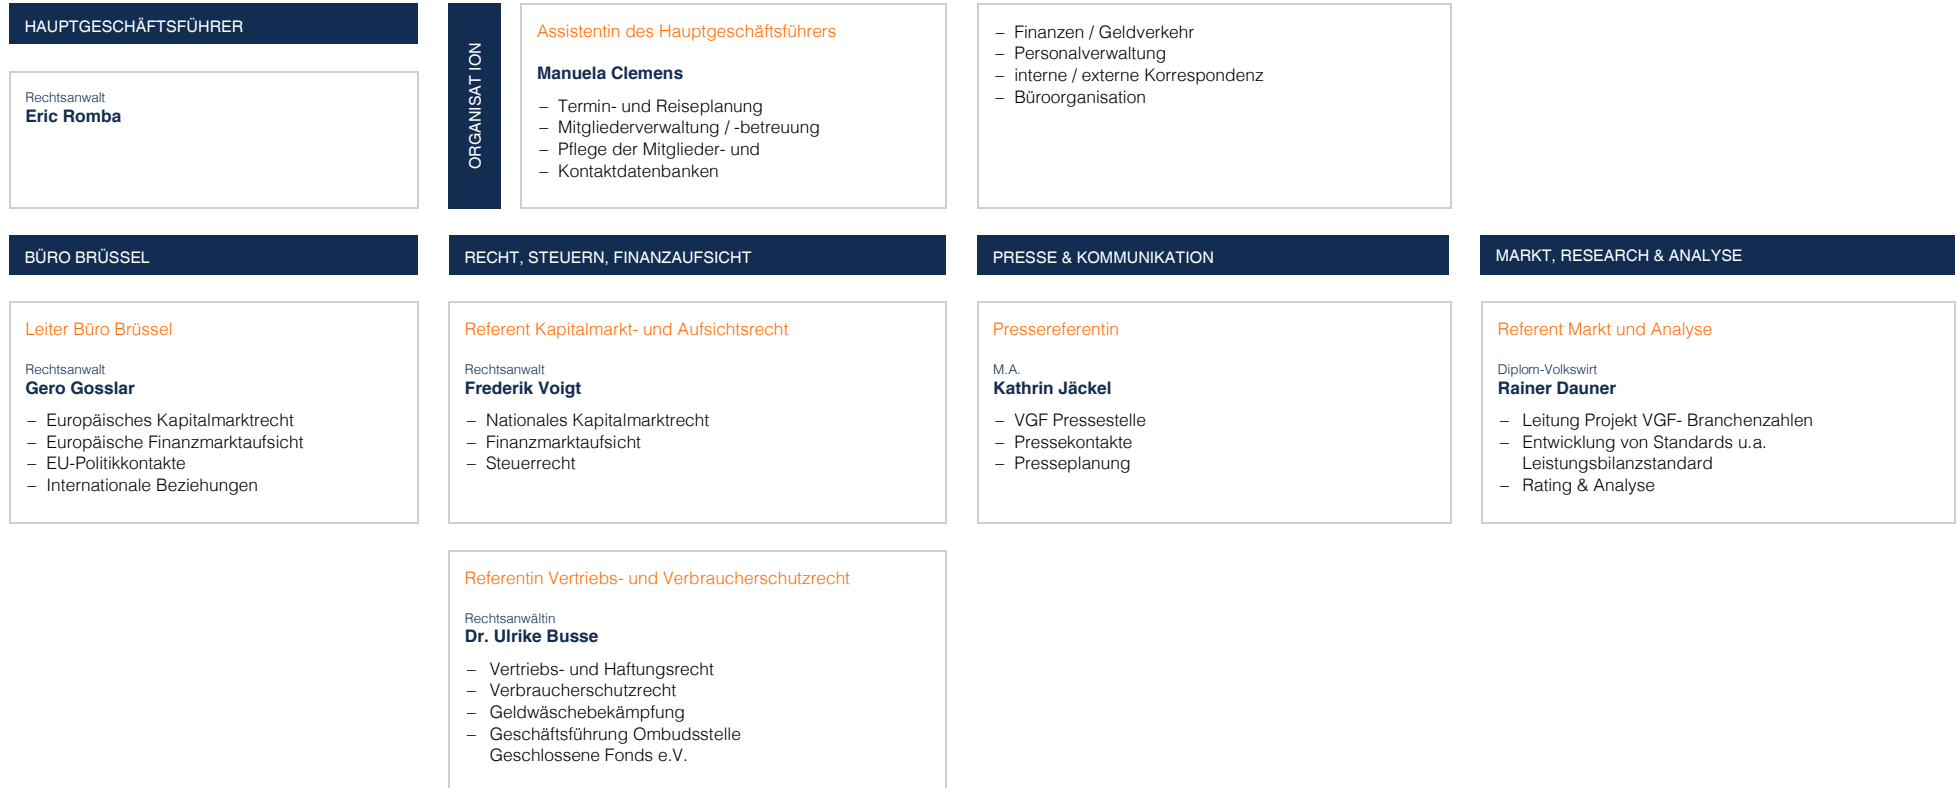 HAUPTGESCHÄFTSFÜHRER
Rechtsanwalt
Eric Romba
ORGANISAT ION
Assistentin des Hauptgeschäftsführers
Manuela Clemens
– Termin- und Reiseplanung
– Mitgliederverwaltung / -betreuung
– Pflege der Mitglieder- und
– Kontaktdatenbanken
– Finanzen / Geldverkehr
– Personalverwaltung
– interne / externe Korrespondenz
– Büroorganisation
BÜRO BRÜSSEL
Leiter Büro Brüssel
Rechtsanwalt
Gero Gosslar
– Europäisches Kapitalmarktrecht
– Europäische Finanzmarktaufsicht
– EU-Politikkontakte
– Internationale Beziehungen
RECHT, STEUERN, FINANZAUFSICHT
Referent Kapitalmarkt- und Aufsichtsrecht
Rechtsanwalt
Frederik Voigt
– Nationales Kapitalmarktrecht
– Finanzmarktaufsicht
– Steuerrecht
Referentin Vertriebs- und Verbraucherschutzrecht
Rechtsanwältin
Dr. Ulrike Busse
– Vertriebs- und Haftungsrecht
– Verbraucherschutzrecht
– Geldwäschebekämpfung
– Geschäftsführung Ombudsstelle
Geschlossene Fonds e.V.
PRESSE & KOMMUNIKATION
Pressereferentin
M.A.
Kathrin Jäckel
– VGF Pressestelle
– Pressekontakte
– Presseplanung
MARKT, RESEARCH & ANALYSE
Referent Markt und Analyse
Diplom-Volkswirt
Rainer Dauner
– Leitung Projekt VGF- Branchenzahlen
– Entwicklung von Standards u.a.
Leistungsbilanzstandard
– Rating & Analyse